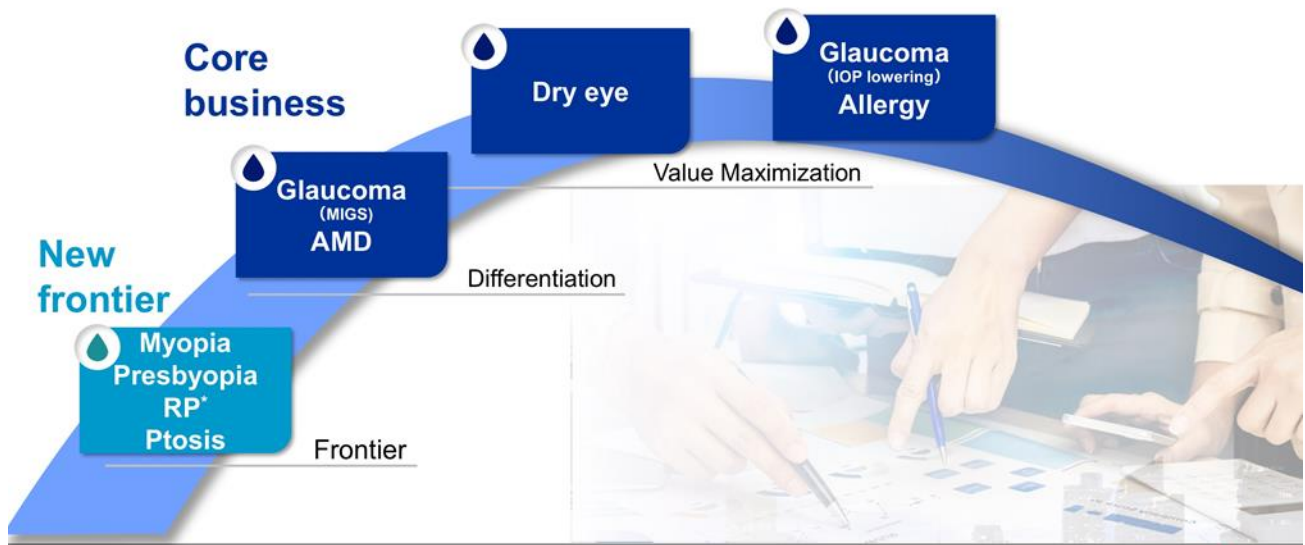 Core
business
Dry eye
Glaucoma
(IOP lowering)
Allergy
Value Maximization
Glaucoma
(MIGS)
AMD
Differentiation
New
frontier
Myopia
Presbyopia
RP*
Ptosis
Frontier